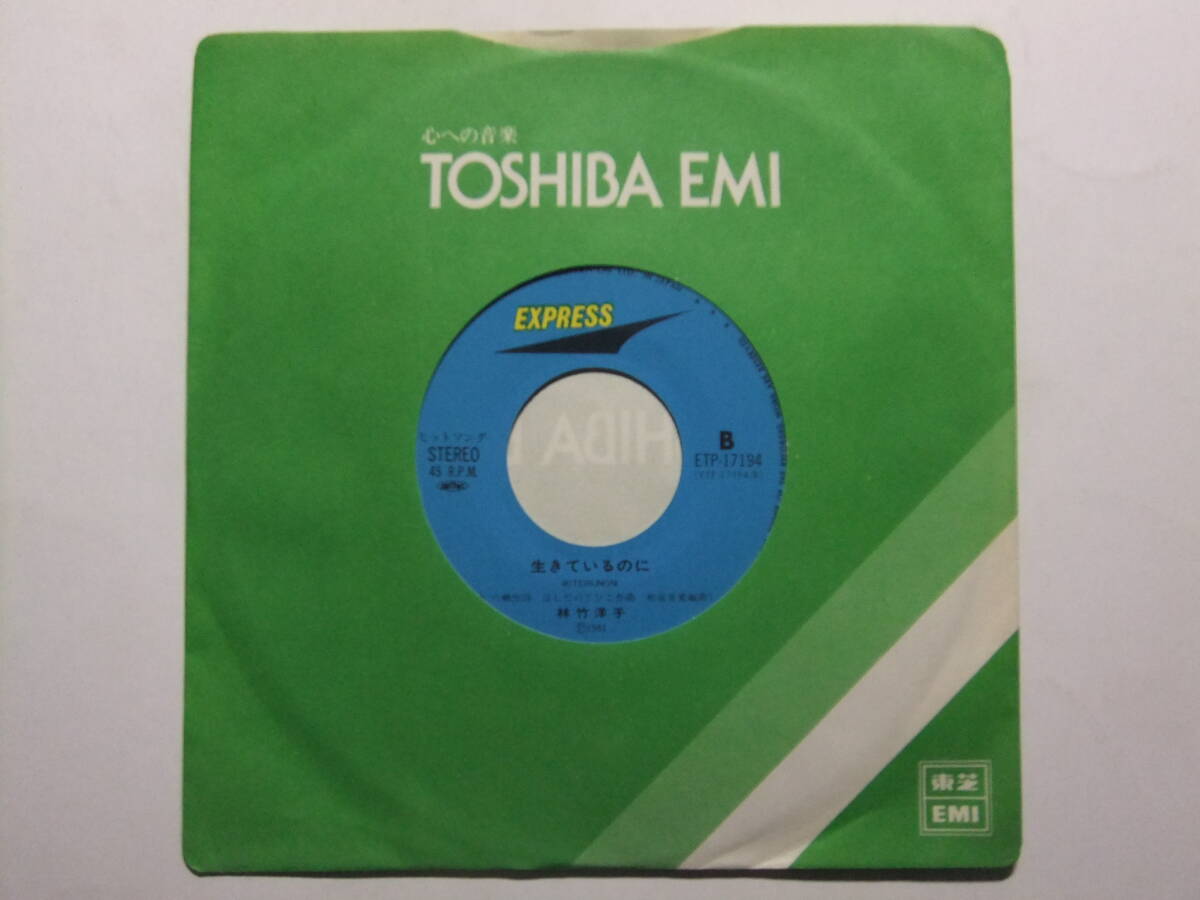 心への音楽
TOSHIBA EMI
EXPRESS
ヒットソング
STEREO
45 R.P.M.
B
ETP-17194
生きているのに
林竹洋子
東芝
EMI